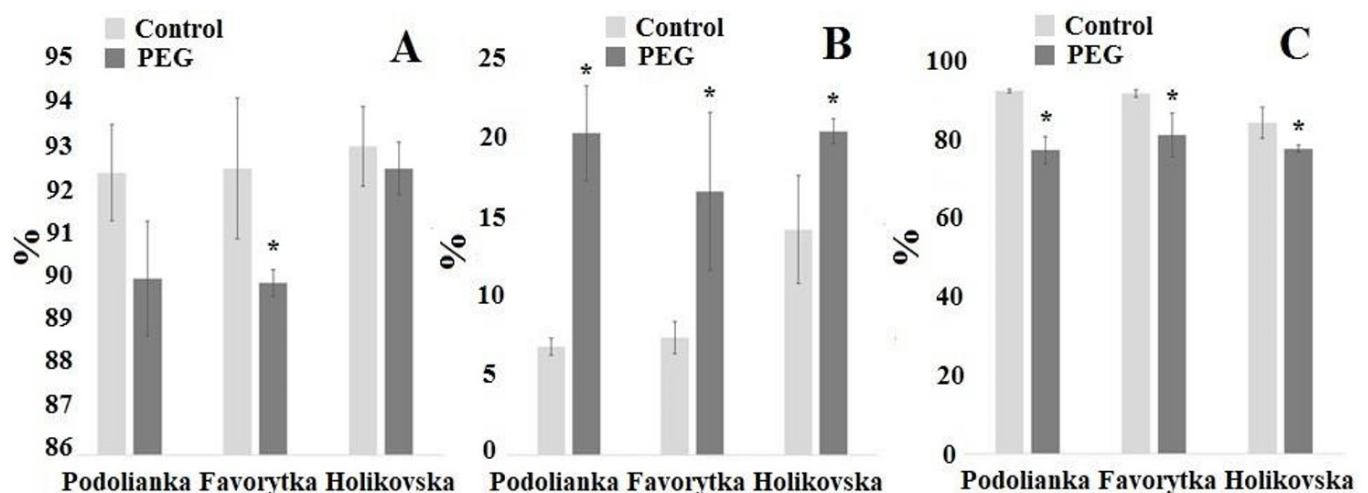 Control
PEG
A
95
94
93
92
91
90
89
88
87
86
%
*
Podolianka Favorytka Holikovska
Control
PEG
B
25
20
15
10
5
0
%
*
*
*
Podolianka Favorytka Holikovska
Control
PEG
C
100
80
60
40
20
0
%
*
*
*
Podolianka Favorytka Holikovska